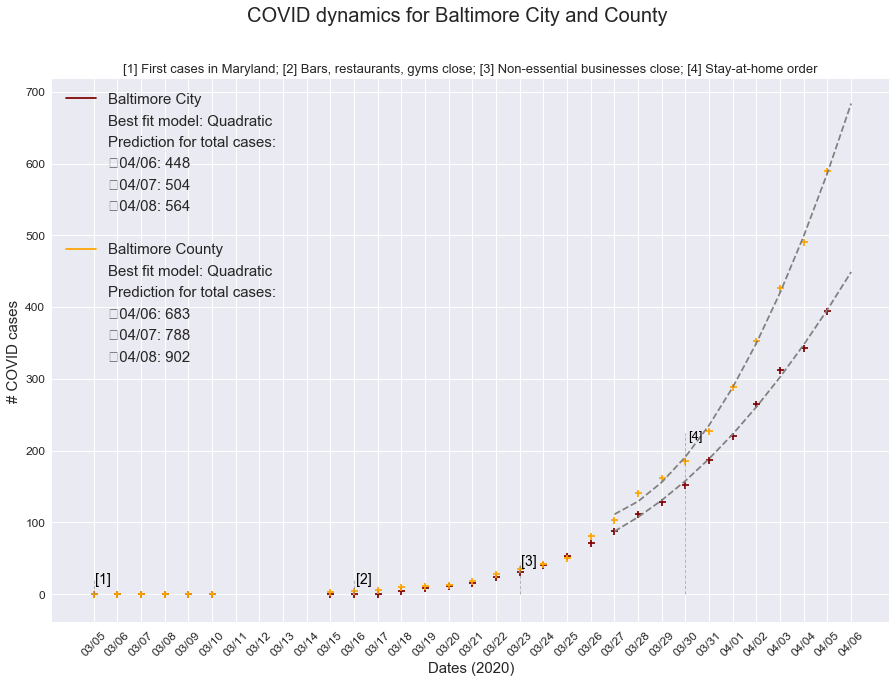 COVID dynamics for Baltimore City and County
[1] First cases in Maryland; [2] Bars, restaurants, gyms close; [3] Non-essential businesses close; [4] Stay-at-home order
Baltimore City
Best fit model: Quadratic
Prediction for total cases:
04/06: 448
04/07: 504
04/08: 564
Baltimore County
Best fit model: Quadratic
Prediction for total cases:
04/06: 683
04/07: 788
04/08: 902
# COVID cases
700
600
500
400
300
200
100
0
[1]
[2]
[3]
[4]
03/05 03/06 03/07 03/08 03/09 03/10 03/11 03/12 03/13 03/14 03/15 03/16 03/17 03/18 03/19 03/20 03/21 03/22 03/23 03/24 03/25 03/26 03/27 03/28 03/29 03/30 03/31 04/01 04/02 04/03 04/04 04/05 04/06
Dates (2020)